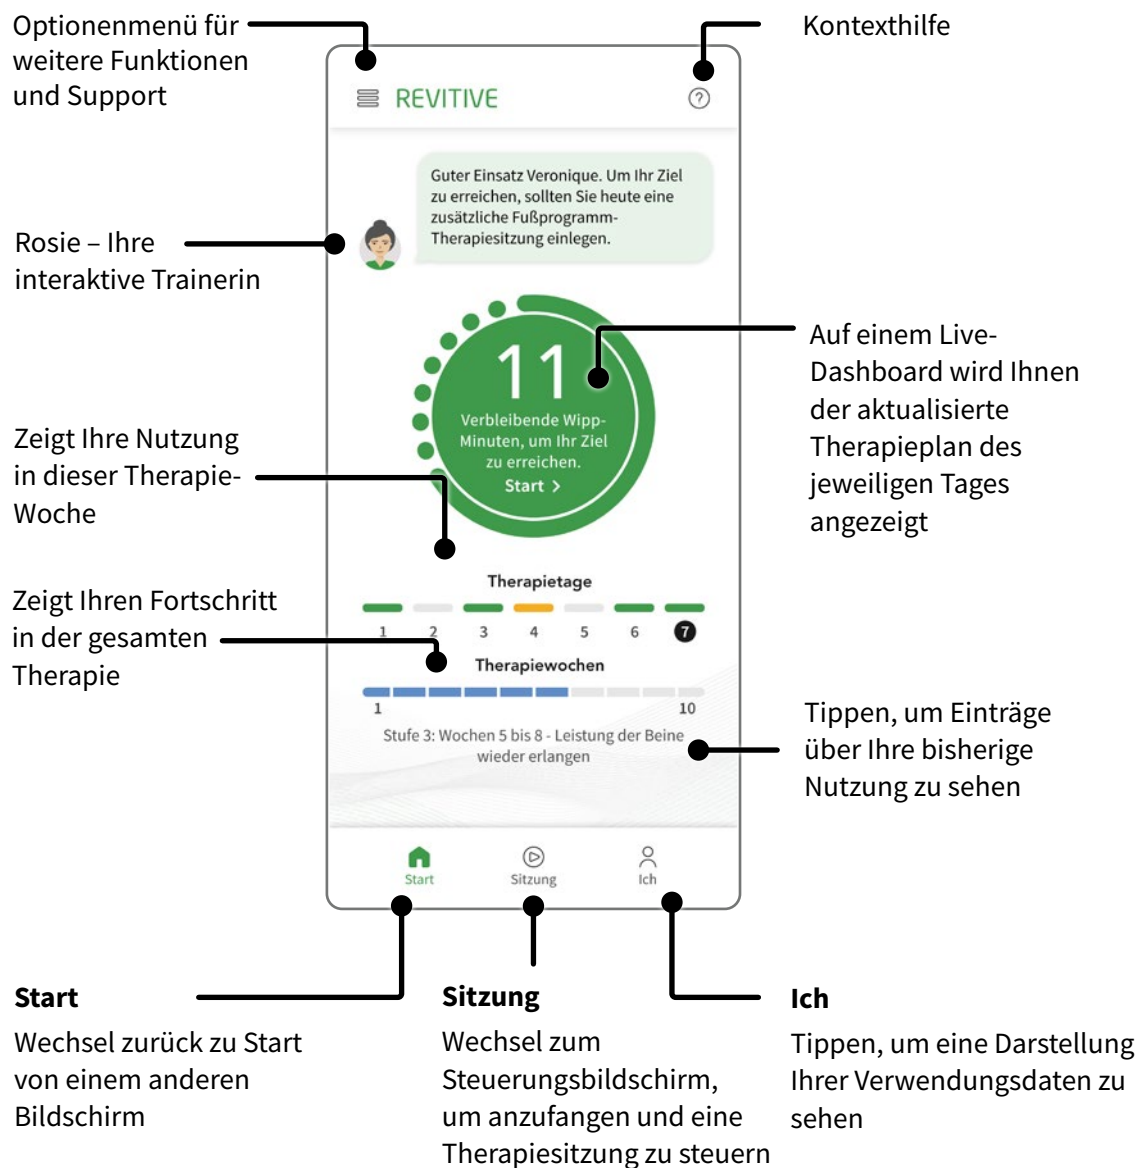 Optionenmenü für
weitere Funktionen
und Support
Kontexthilfe
REVITIVE
?
Guter Einsatz Veronique. Um Ihr Ziel
zu erreichen, sollten Sie heute eine
zusätzliche Fußprogramm-
Therapiesitzung einlegen.
Rosie – Ihre
interaktive Trainerin
11
Verbleibende Wipp-
Minuten, um Ihr Ziel
zu erreichen.
Start >
Auf einem Live-
Dashboard wird Ihnen
der aktualisierte
Therapieplan des
jeweiligen Tages
angezeigt
Zeigt Ihre Nutzung
in dieser Therapie-
Woche
Therapietage
1 2 3 4 5 6 7
Zeigt Ihren Fortschritt
in der gesamten
Therapie
Therapiewochen
1 10
Stufe 3: Wochen 5 bis 8 - Leistung der Beine
wieder erlangen
Tippen, um Einträge
über Ihre bisherige
Nutzung zu sehen
Start Sitzung Ich
Start
Wechsel zurück zu Start
von einem anderen
Bildschirm
Sitzung
Wechsel zum
Steuerungsbildschirm,
um anzufangen und eine
Therapiesitzung zu steuern
Ich
Tippen, um eine Darstellung
Ihrer Verwendungsdaten zu
sehen